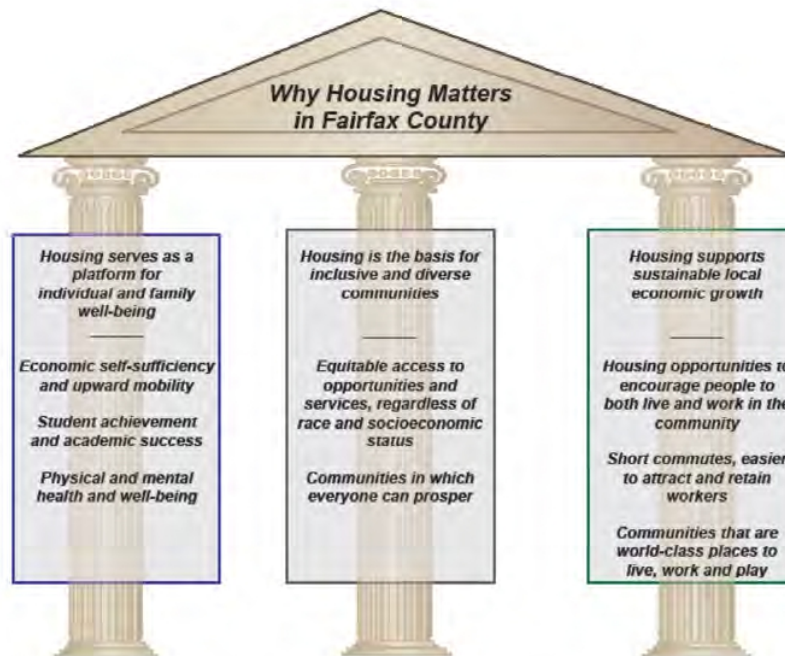 Why Housing Matters
in Fairfax County
Housing serves as a
platform for
individual and family
well-being
Economic self-sufficiency
and upward mobility
Student achievement
and academic success
Physical and mental
health and well-being
Housing is the basis for
inclusive and diverse
communities
Equitable access to
opportunities and
services, regardless of
race and socioeconomic
status
Communities in which
everyone can prosper
Housing supports
sustainable local
economic growth
Housing opportunities to
encourage people to
both live and work in the
community
Short commutes, easier
to attract and retain
workers
Communities that are
world-class places to
live, work and play